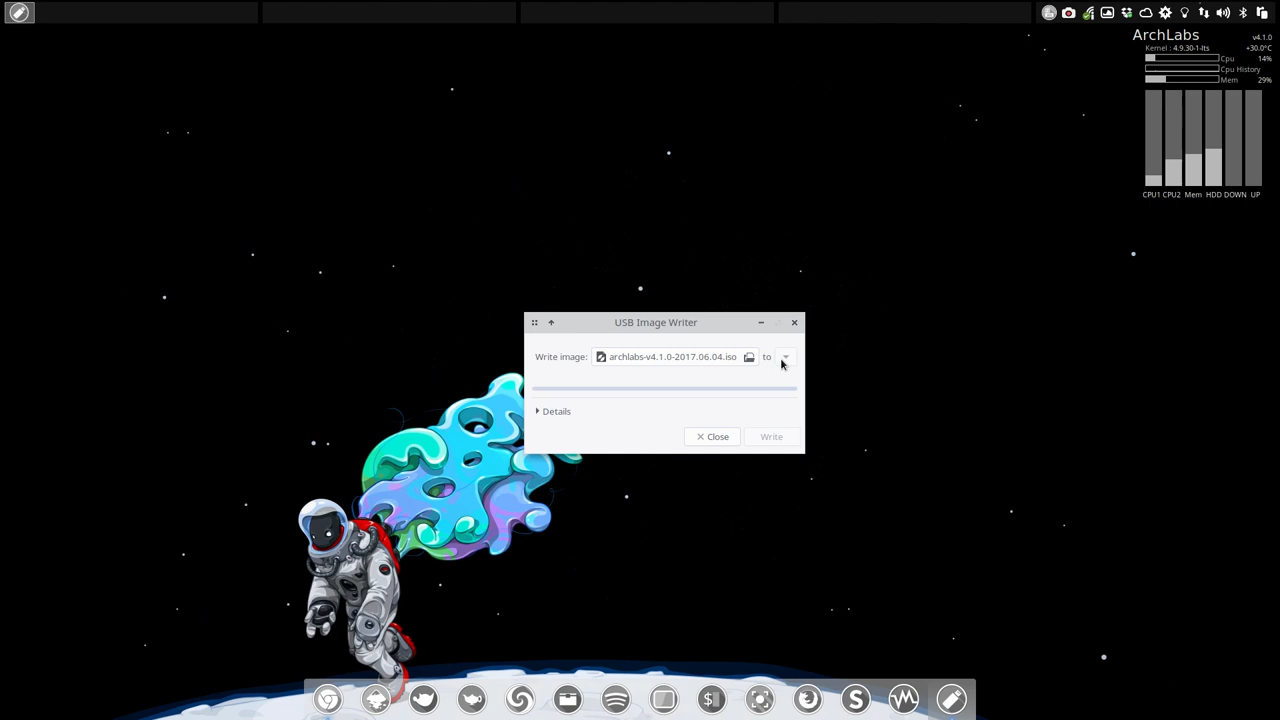 ArchLabs
v4.1.0
Kernel : 4.9.30-1-lts +30.0°C
Cpu 14%
Cpu History
Mem 29%
CPU1 CPU2 Mem HDD DOWN UP
USB Image Writer
Write image: archlabs-v4.1.0-2017.06.04.iso to
Details
Close Write
$ S